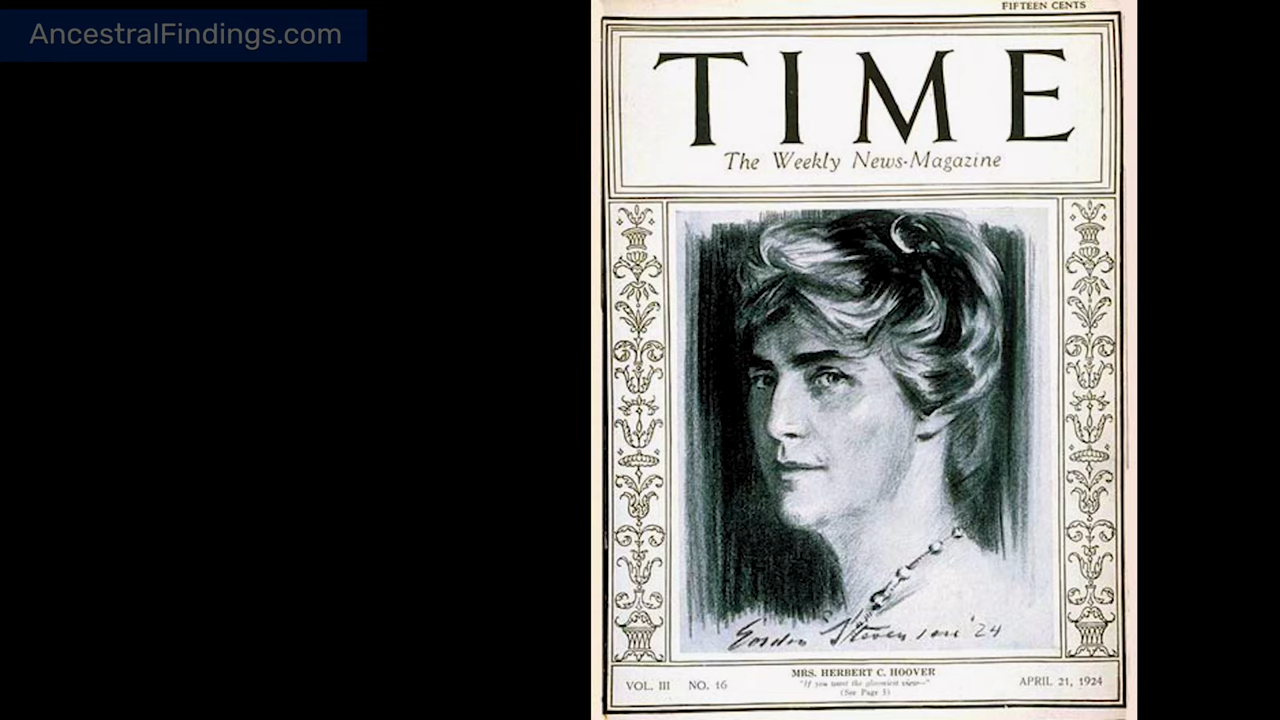 AncestralFindings.com
FIFTEEN CENTS
TIME
The Weekly News-Magazine
Gordon Stevenson '24
MRS. HERBERT C. HOOVER
"If you want the gloomiest view—"
(See Page 5)
VOL. III NO. 16
APRIL 21, 1924